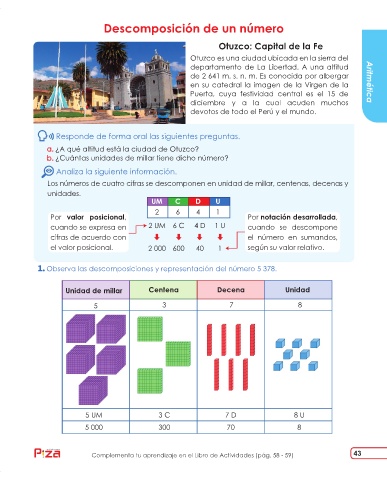 Descomposición de un número
Otuzco: Capital de la Fe
Otuzco es una ciudad ubicada en la sierra del
departamento de La Libertad. A una altitud
de 2 641 m. s. n. m. Es conocida por albergar
en su catedral la imagen de la Virgen de la
Puerta, cuya festividad central es el 15 de
diciembre y a la cual acuden muchos
devotos de todo el Perú y el mundo.
Aritmética
Responde de forma oral las siguientes preguntas.
a. ¿A qué altitud está la ciudad de Otuzco?
b. ¿Cuántas unidades de millar tiene dicho número?
Analiza la siguiente información.
Los números de cuatro cifras se descomponen en unidad de millar, centenas, decenas y
unidades.
UM C D U
2 6 4 1
Por valor posicional,
cuando se expresa en
cifras de acuerdo con
el valor posicional.
2 UM 6 C 4 D 1 U
2 000 600 40 1
Por notación desarrollada,
cuando se descompone
el número en sumandos,
según su valor relativo.
1. Observa las descomposiciones y representación del número 5 378.
Unidad de millar Centena Decena Unidad
5 3 7 8
5 UM 3 C 7 D 8 U
5 000 300 70 8
Complementa tu aprendizaje en el Libro de Actividades (pág. 58 - 59)
43